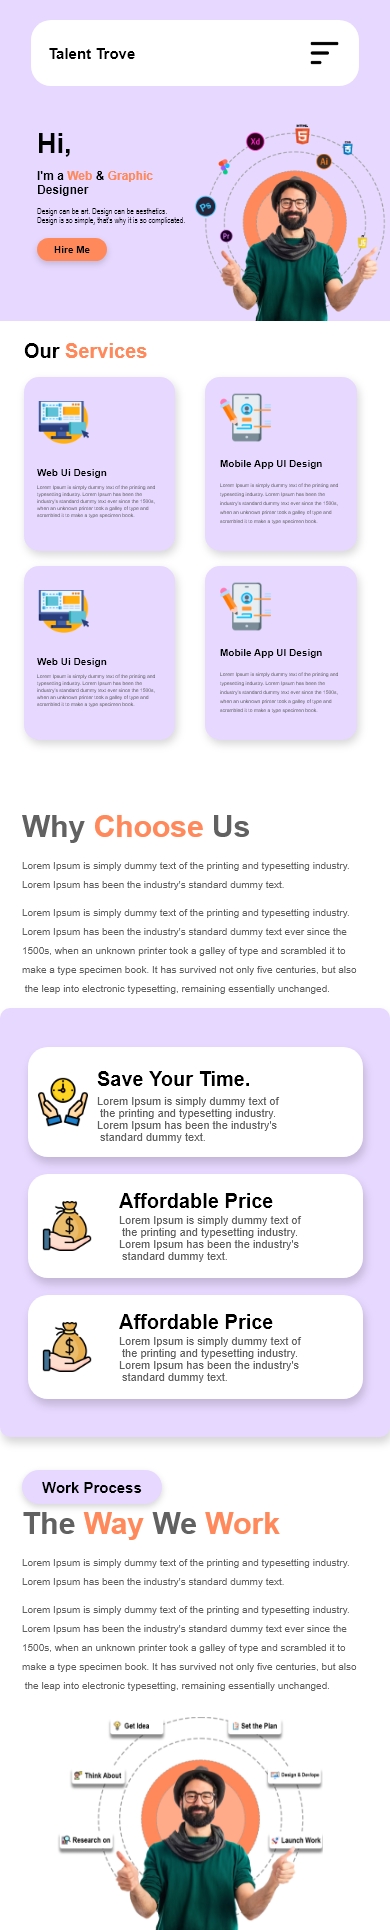 Talent Trove
Hi,
I'm a Web & Graphic
Designer
Design can be art. Design can be aesthetics.
Design is so simple, that's why it is so complicated.
Hire Me
Xd
HTML
5
CSS
3
Ai
Ps
Pr
JS
Our Services
Web Ui Design
Lorem Ipsum is simply dummy text of the printing and
typesetting industry. Lorem Ipsum has been the
industry's standard dummy text ever since the 1500s,
when an unknown printer took a galley of type and
scrambled it to make a type specimen book.
Mobile App UI Design
Lorem Ipsum is simply dummy text of the printing and
typesetting industry. Lorem Ipsum has been the
industry's standard dummy text ever since the 1500s,
when an unknown printer took a galley of type and
scrambled it to make a type specimen book.
Web Ui Design
Lorem Ipsum is simply dummy text of the printing and
typesetting industry. Lorem Ipsum has been the
industry's standard dummy text ever since the 1500s,
when an unknown printer took a galley of type and
scrambled it to make a type specimen book.
Mobile App UI Design
Lorem Ipsum is simply dummy text of the printing and
typesetting industry. Lorem Ipsum has been the
industry's standard dummy text ever since the 1500s,
when an unknown printer took a galley of type and
scrambled it to make a type specimen book.
Why Choose Us
Lorem Ipsum is simply dummy text of the printing and typesetting industry.
Lorem Ipsum has been the industry's standard dummy text.
Lorem Ipsum is simply dummy text of the printing and typesetting industry.
Lorem Ipsum has been the industry's standard dummy text ever since the
1500s, when an unknown printer took a galley of type and scrambled it to
make a type specimen book. It has survived not only five centuries, but also
the leap into electronic typesetting, remaining essentially unchanged.
Save Your Time.
Lorem Ipsum is simply dummy text of
the printing and typesetting industry.
Lorem Ipsum has been the industry's
standard dummy text.
Affordable Price
Lorem Ipsum is simply dummy text of
the printing and typesetting industry.
Lorem Ipsum has been the industry's
standard dummy text.
Affordable Price
Lorem Ipsum is simply dummy text of
the printing and typesetting industry.
Lorem Ipsum has been the industry's
standard dummy text.
Work Process
The Way We Work
Lorem Ipsum is simply dummy text of the printing and typesetting industry.
Lorem Ipsum has been the industry's standard dummy text.
Lorem Ipsum is simply dummy text of the printing and typesetting industry.
Lorem Ipsum has been the industry's standard dummy text ever since the
1500s, when an unknown printer took a galley of type and scrambled it to
make a type specimen book. It has survived not only five centuries, but also
the leap into electronic typesetting, remaining essentially unchanged.
Get Idea
Set the Plan
Think About
Design & Devlope
Research on
Launch Work